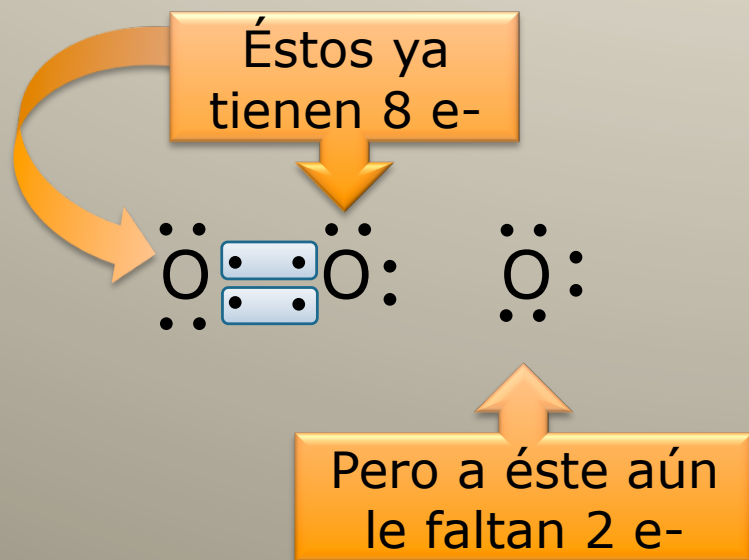 Éstos ya
tienen 8 e-
O O: O:
Pero a éste aún
le faltan 2 e-